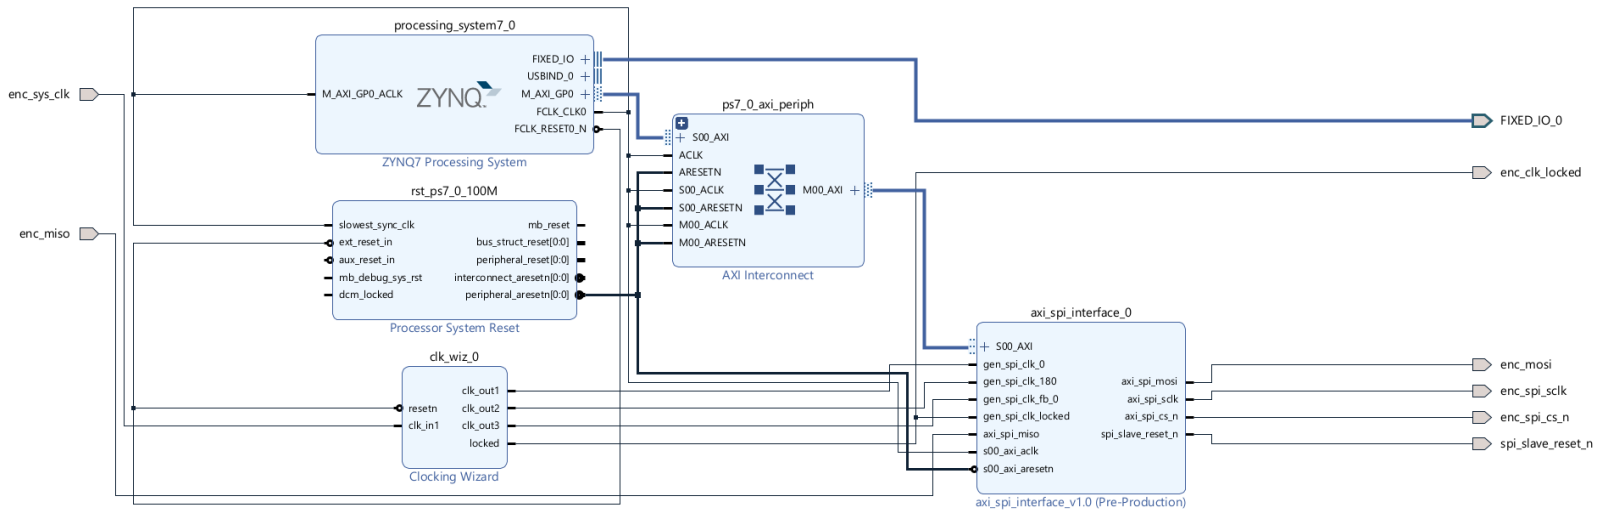 enc_sys_clk
enc_miso
processing_system7_0
M_AXI_GP0_ACLK
ZYNQ
FIXED_IO
USBIND_0
M_AXI_GP0
FCLK_CLK0
FCLK_RESET0_N
ZYNQ7 Processing System
rst_ps7_0_100M
slowest_sync_clk
ext_reset_in
aux_reset_in
mb_debug_sys_rst
dcm_locked
mb_reset
bus_struct_reset[0:0]
peripheral_reset[0:0]
interconnect_aresetn[0:0]
peripheral_aresetn[0:0]
Processor System Reset
clk_wiz_0
resetn
clk_in1
clk_out1
clk_out2
clk_out3
locked
Clocking Wizard
ps7_0_axi_periph
S00_AXI
ACLK
ARESETN
S00_ACLK
S00_ARESETN
M00_ACLK
M00_ARESETN
M00_AXI
AXI Interconnect
axi_spi_interface_0
S00_AXI
gen_spi_clk_0
gen_spi_clk_180
gen_spi_clk_fb_0
gen_spi_clk_locked
axi_spi_miso
s00_axi_aclk
s00_axi_aresetn
axi_spi_mosi
axi_spi_sclk
axi_spi_cs_n
spi_slave_reset_n
axi_spi_interface_v1.0 (Pre-Production)
FIXED_IO_0
enc_clk_locked
enc_mosi
enc_spi_sclk
enc_spi_cs_n
spi_slave_reset_n